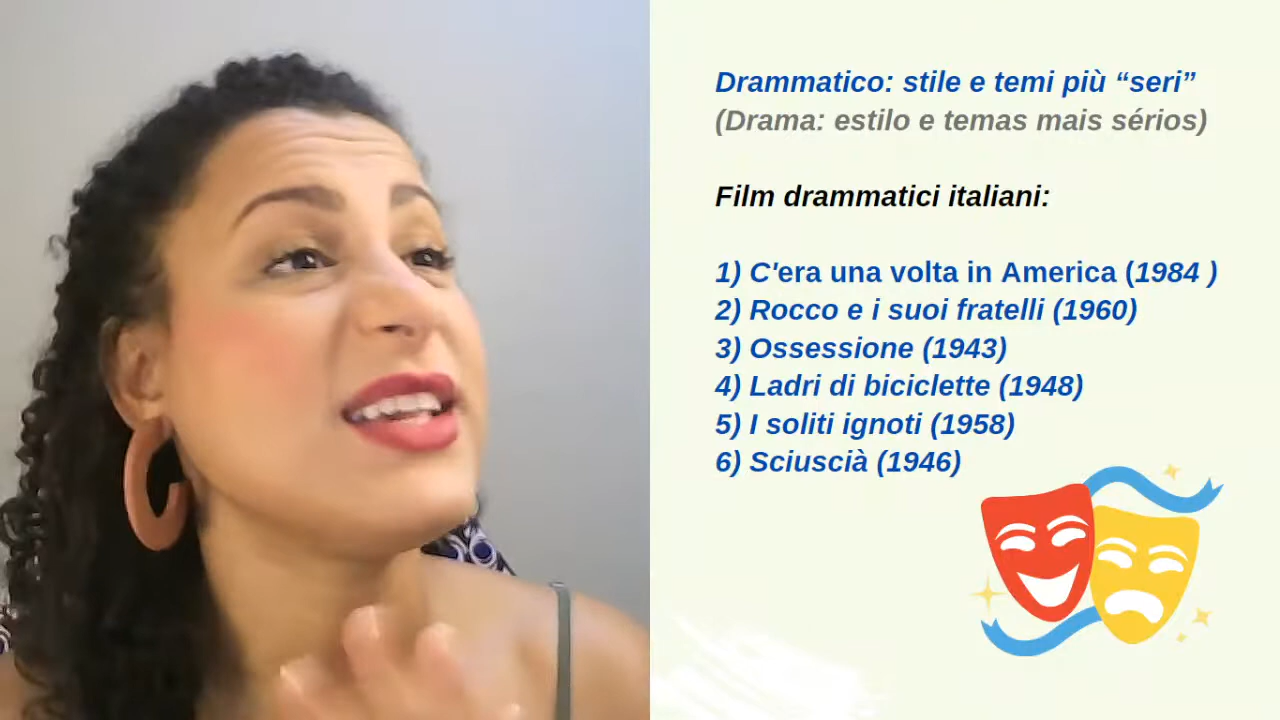 Drammatico: stile e temi più “seri”
(Drama: estilo e temas mais sérios)
Film drammatici italiani:
1) C'era una volta in America (1984 )
2) Rocco e i suoi fratelli (1960)
3) Ossessione (1943)
4) Ladri di biciclette (1948)
5) I soliti ignoti (1958)
6) Sciuscià (1946)